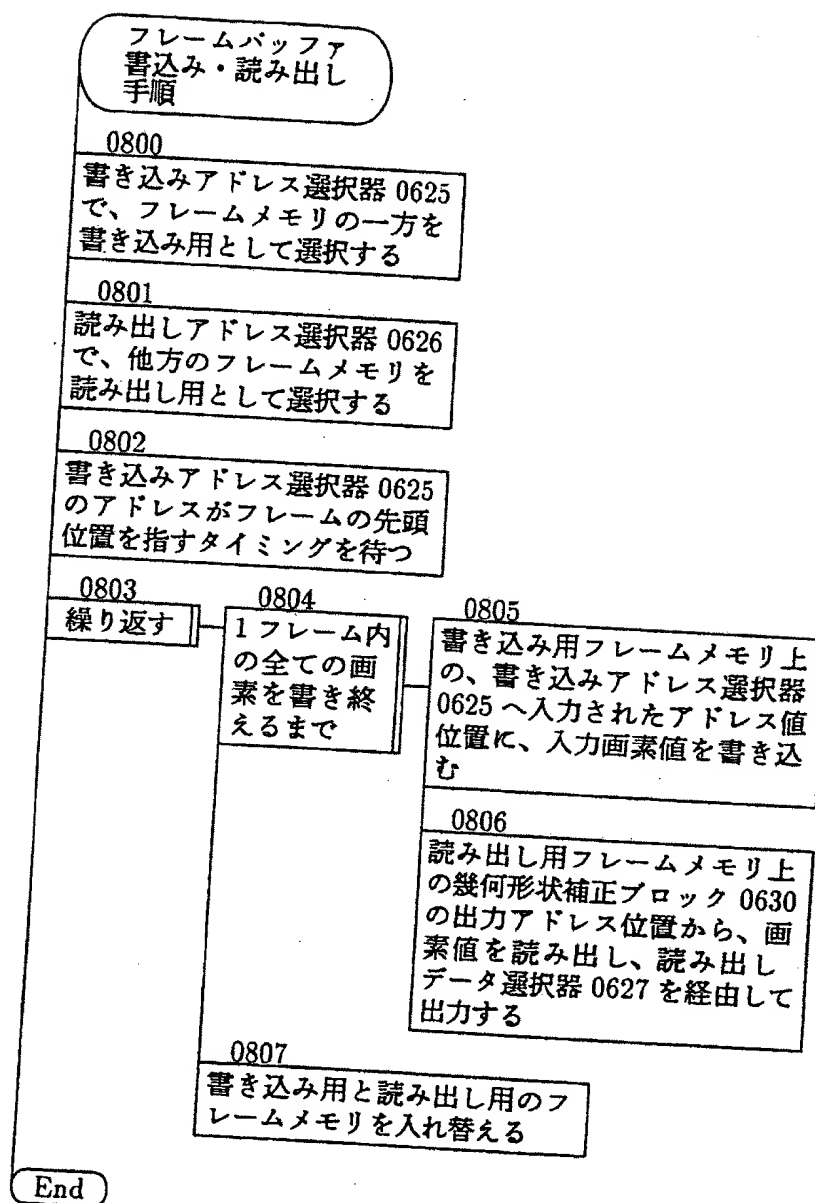 フレームバッファ
書込み・読み出し
手順
0800
書き込みアドレス選択器 0625
で、フレームメモリの一方を
書き込み用として選択する
0801
読み出しアドレス選択器 0626
で、他方のフレームメモリを
読み出し用として選択する
0802
書き込みアドレス選択器 0625
のアドレスがフレームの先頭
位置を指すタイミングを待つ
0803
繰り返す
0804
1フレーム内
の全ての画
素を書き終
えるまで
0805
書き込み用フレームメモリ上
の、書き込みアドレス選択器
0625 へ入力されたアドレス値
位置に、入力画素値を書き込
む
0806
読み出し用フレームメモリ上
の幾何形状補正ブロック 0630
の出力アドレス位置から、画
素値を読み出し、読み出し
データ選択器 0627 を経由して
出力する
0807
書き込み用と読み出し用のフ
レームメモリを入れ替える
End